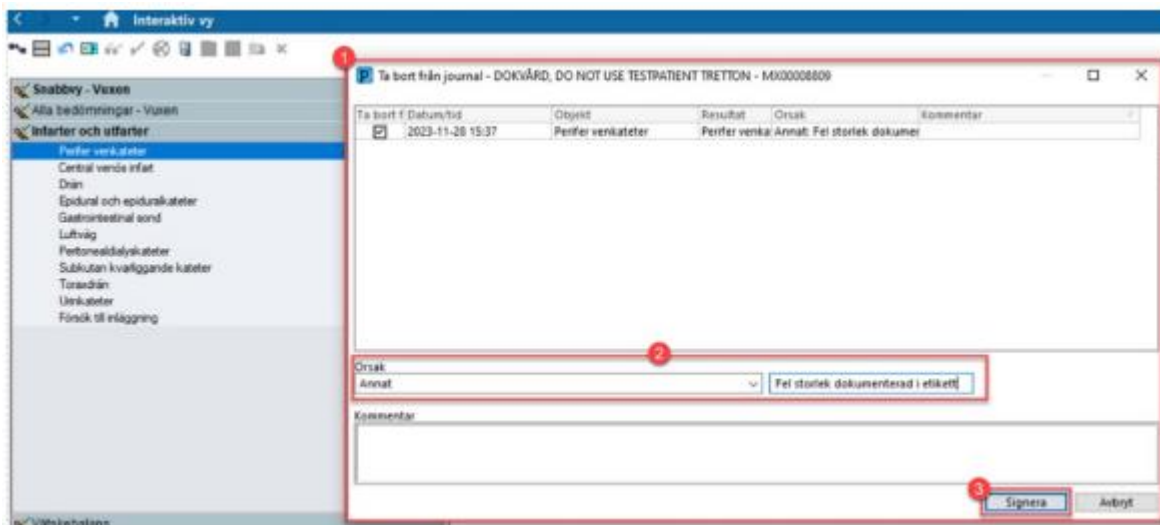 Interaktiv vy
1
Ta bort från journal - DOKVÅRD, DO NOT USE TESTPATIENT TRETTON - MX00008809
Snabbvy - Vuxen
Alla bedömningar - Vuxen
Infarter och utfarter
Perifer venkateter
Central venös infart
Drän
Epidural och epiduralkateter
Gastrointestinal sond
Luftväg
Peritonealdialyskateter
Subkutan kvarliggande kateter
Toraxdrän
Urinkateter
Försök till inläggning
Vätskebalans
Ta bort f Datum/tid Objekt Resultat Orsak Kommentar
2023-11-28 15:37 Perifer venkateter Perifer venka Annat: Fel storlek dokumer
2
Orsak
Annat Fel storlek dokumenterad i etikett
Kommentar
3
Signera Avbryt